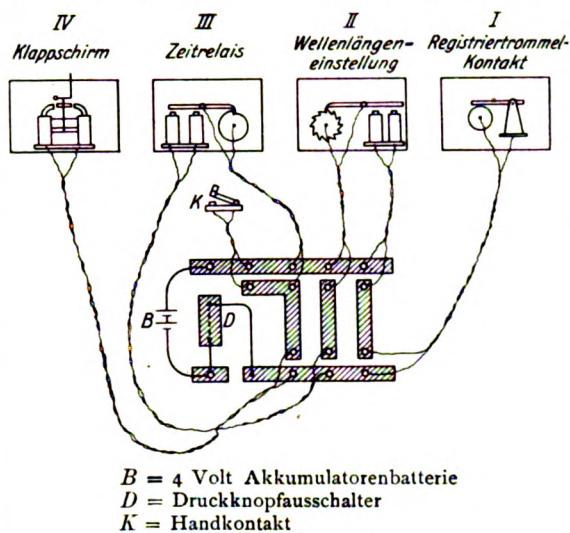 IV
Klappschirm
III
Zeitrelais
II
Wellenlängen-
einstellung
I
Registriertrommel-
Kontakt
B
K
B
D
B = 4 Volt Akkumulatorenbatterie
D = Druckknopfausschalter
K = Handkontakt